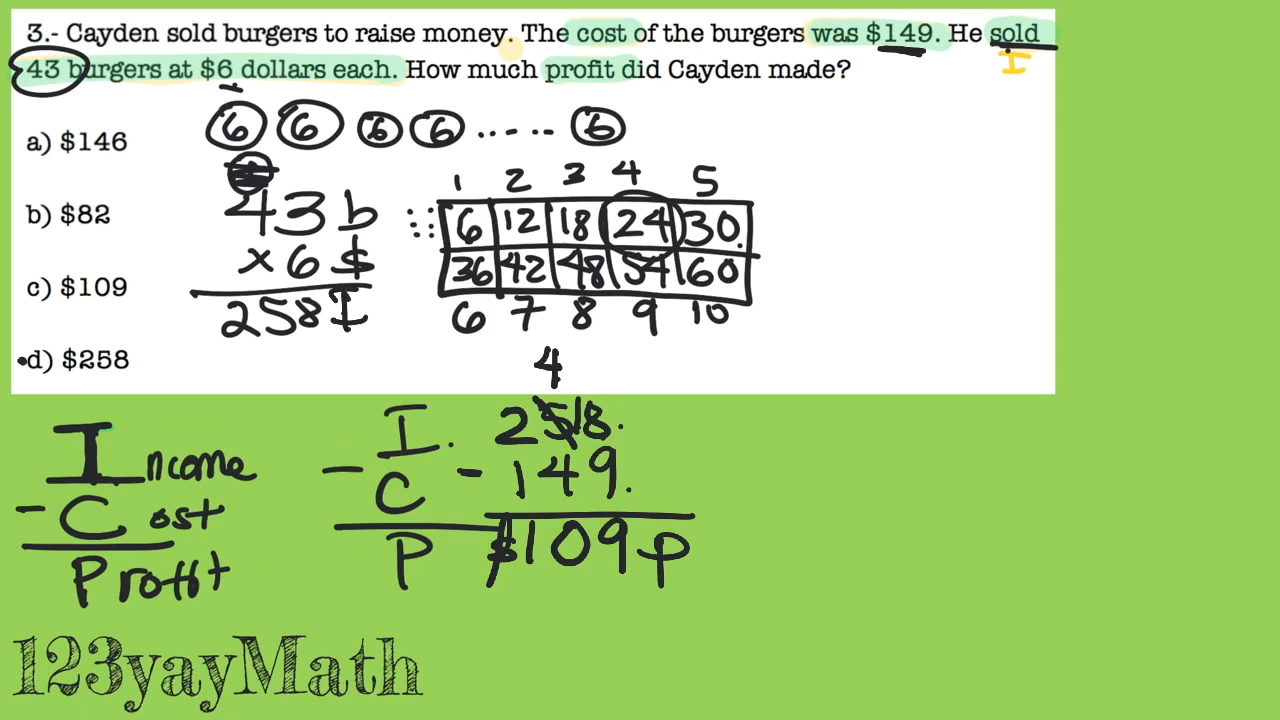 3.- Cayden sold burgers to raise money. The cost of the burgers was $149. He sold
I
43 burgers at $6 dollars each. How much profit did Cayden made?
6 6 6 6 ...... 6
a) $146
b) $82
c) $109
d) $258
43 b
× 6 $
258 I
1 2 3 4 5
6 12 18 24 30
36 42 48 54 60
6 7 8 9 10
Income
- Cost
Profit
I
- C
P
4
2518
- 149
$109 P
123yayMath